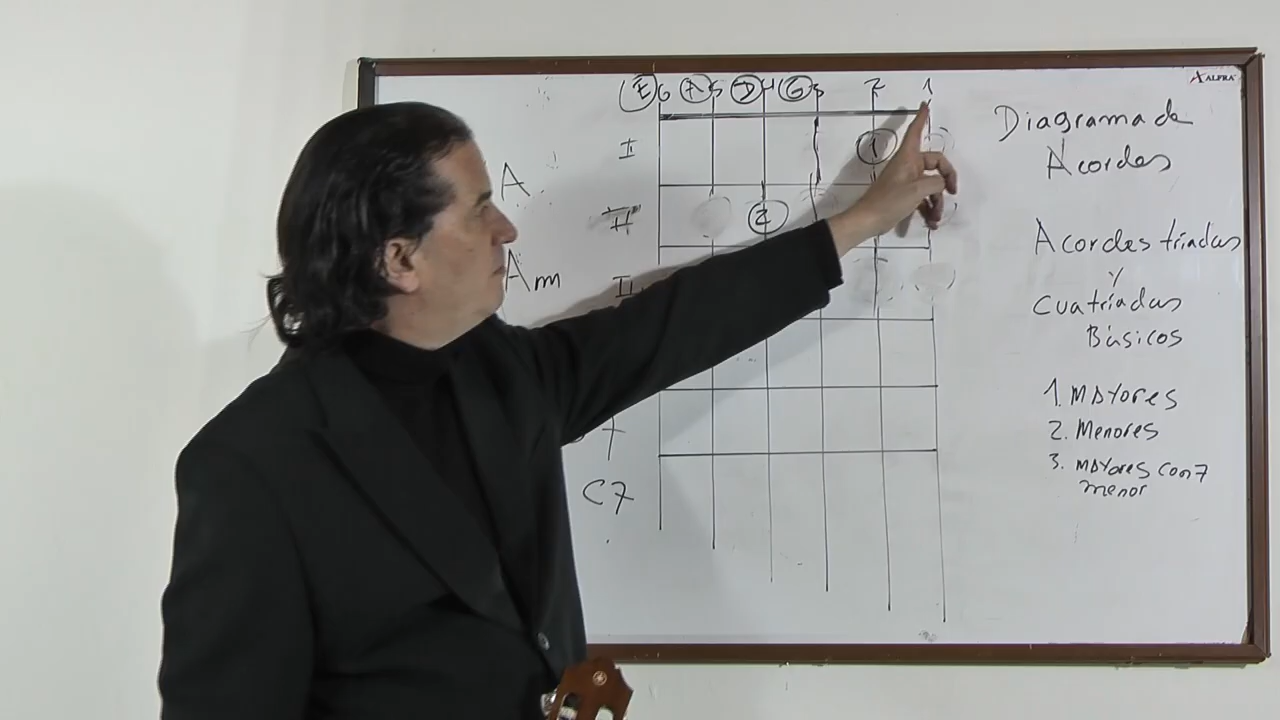 E 6 A 5 D 4 G 3 2 1
ALFRA
I 1
II 2
A
Am
C7
Diagrama de
Acordes
Acordes triadas
y
Cuatríadas
Básicos
1. MAYores
2. Menores
3. MAYores con 7
menor